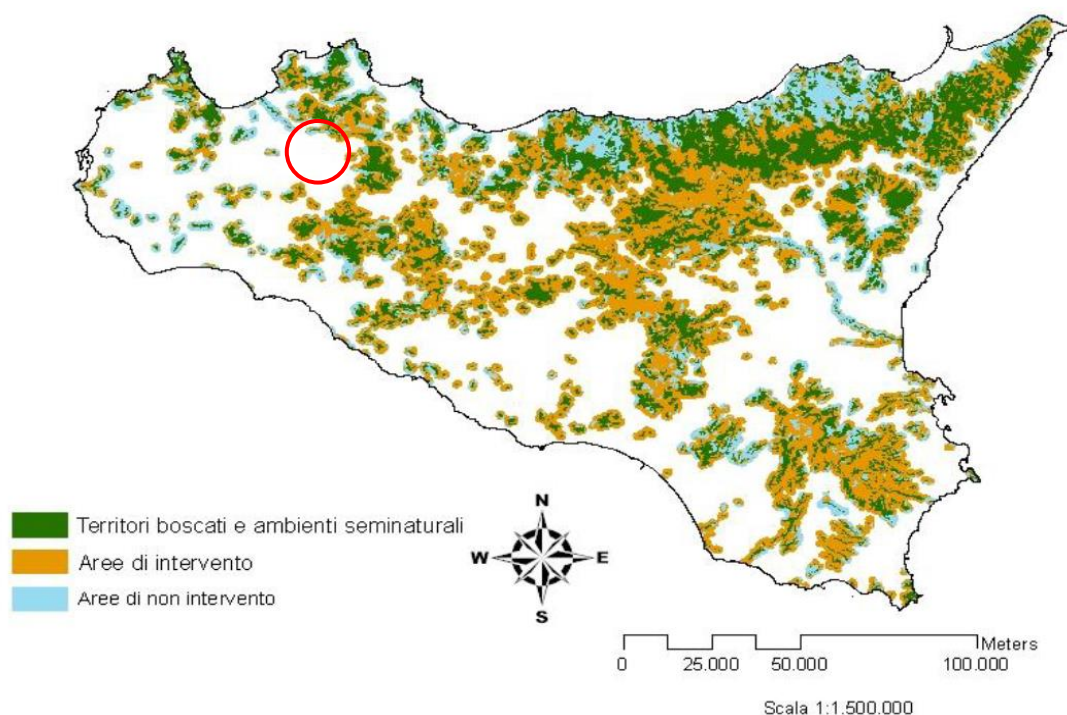 Territori boscati e ambienti seminaturali
Aree di intervento
Aree di non intervento
N
W E
S
Meters
0 25.000 50.000 100.000
Scala 1:1.500.000